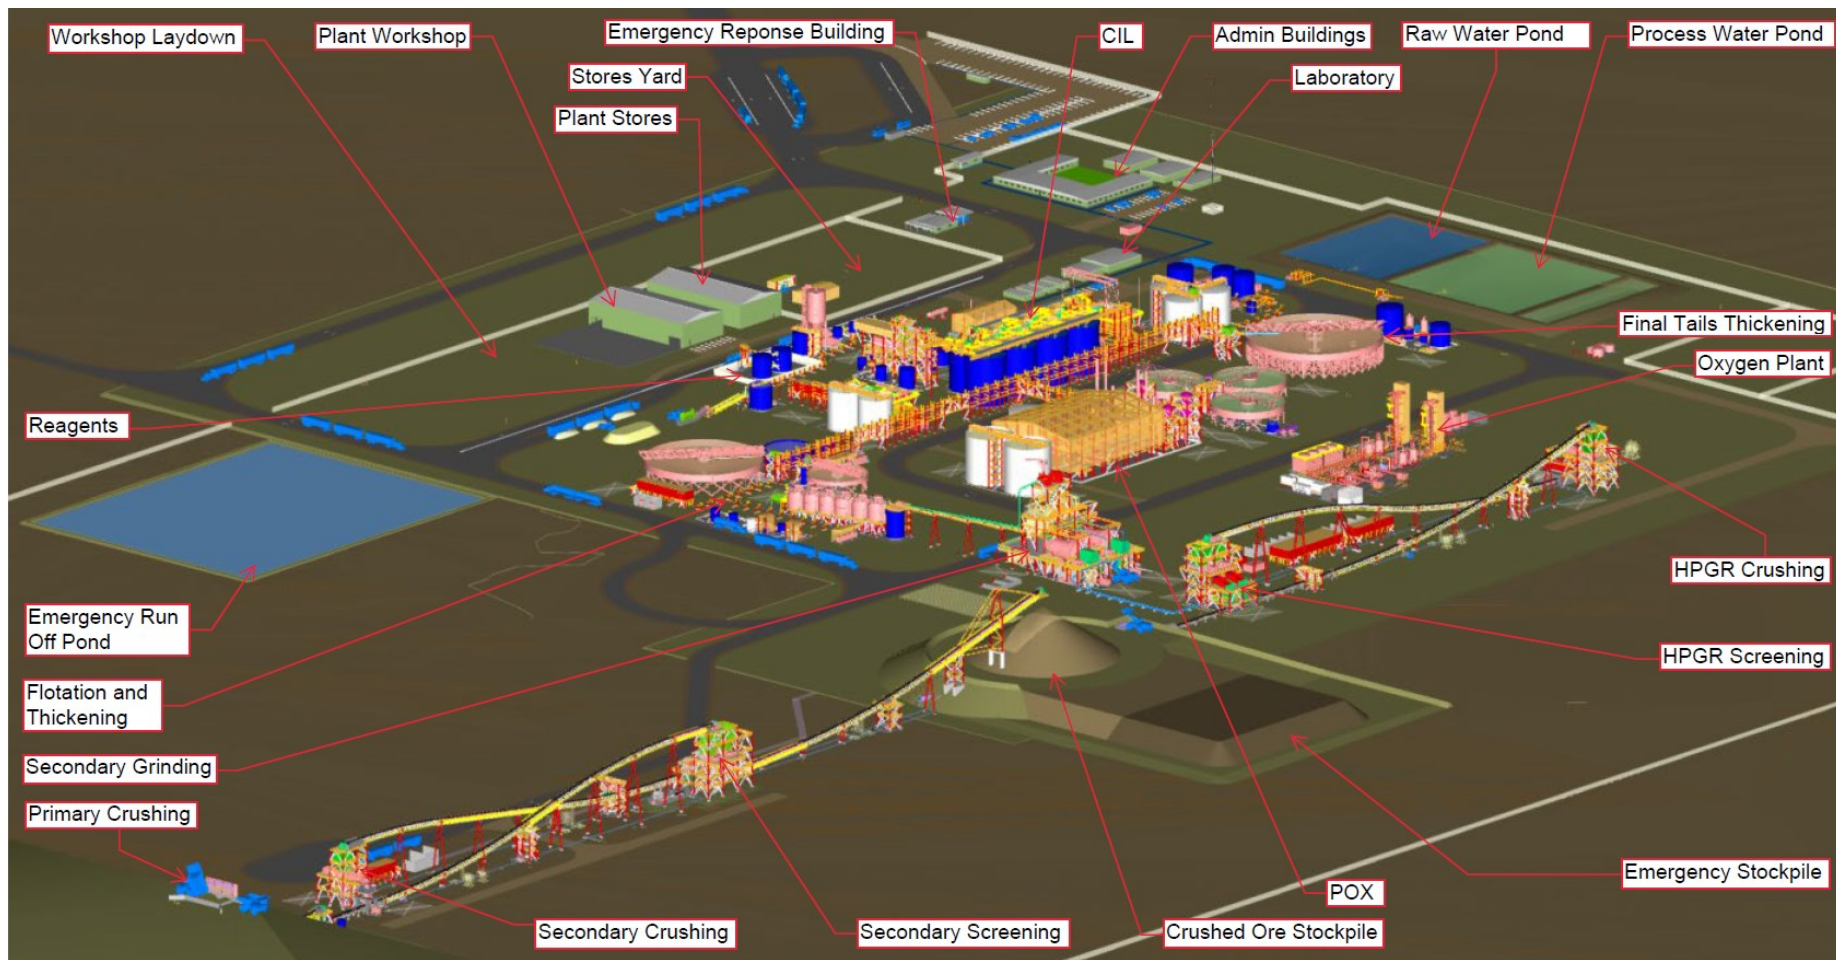 Workshop Laydown
Plant Workshop
Emergency Reponse Building
CIL
Admin Buildings
Raw Water Pond
Process Water Pond
Stores Yard
Laboratory
Plant Stores
Final Tails Thickening
Oxygen Plant
Reagents
HPGR Crushing
Emergency Run
Off Pond
HPGR Screening
Flotation and
Thickening
Secondary Grinding
Primary Crushing
Emergency Stockpile
POX
Secondary Crushing
Secondary Screening
Crushed Ore Stockpile